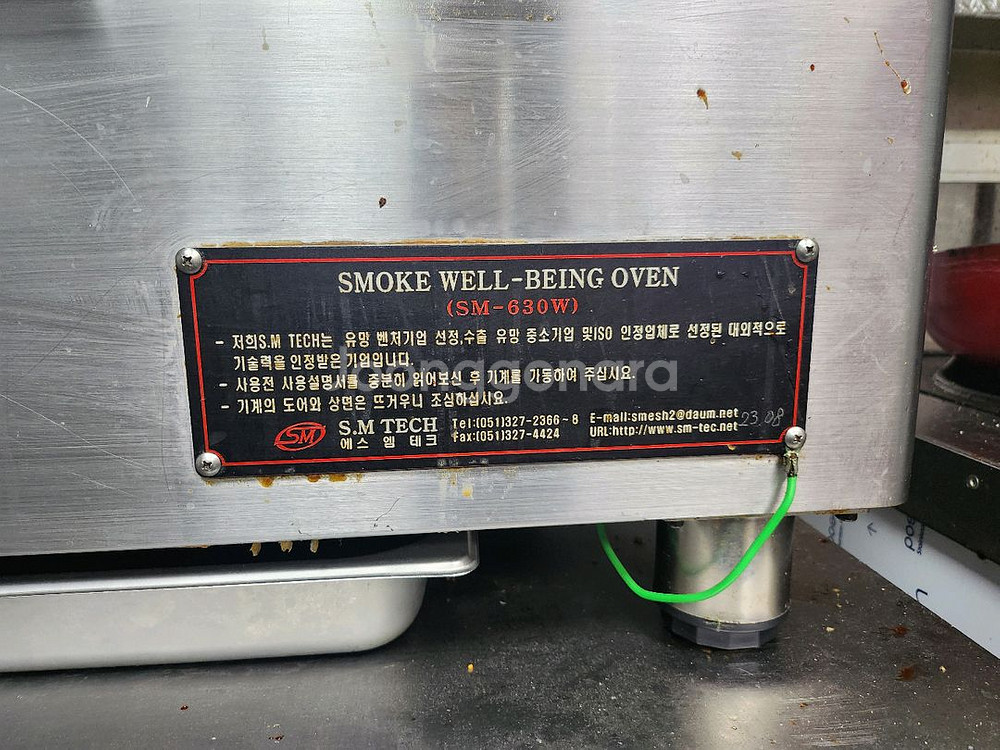 SMOKE WELL-BEING OVEN
(SM-630W)
- 저희S.M TECH는 유망 벤처기업 선정,수출 유망 중소기업 및ISO 인정업체로 선정된 대외적으로
기술력을 인정받은 기업입니다.
- 사용전 사용설명서를 충분히 읽어보신 후 기계를 가동하여 주십시요.
- 기계의 도어와 상면은 뜨거우니 조심하십시요.
SM S.M TECH Tel:(051)327-2366~8 E-mail:smesh2@daum.net
에스 엠 테크 Fax:(051)327-4424 URL:http://www.sm-tec.net 23.08
joonggonara